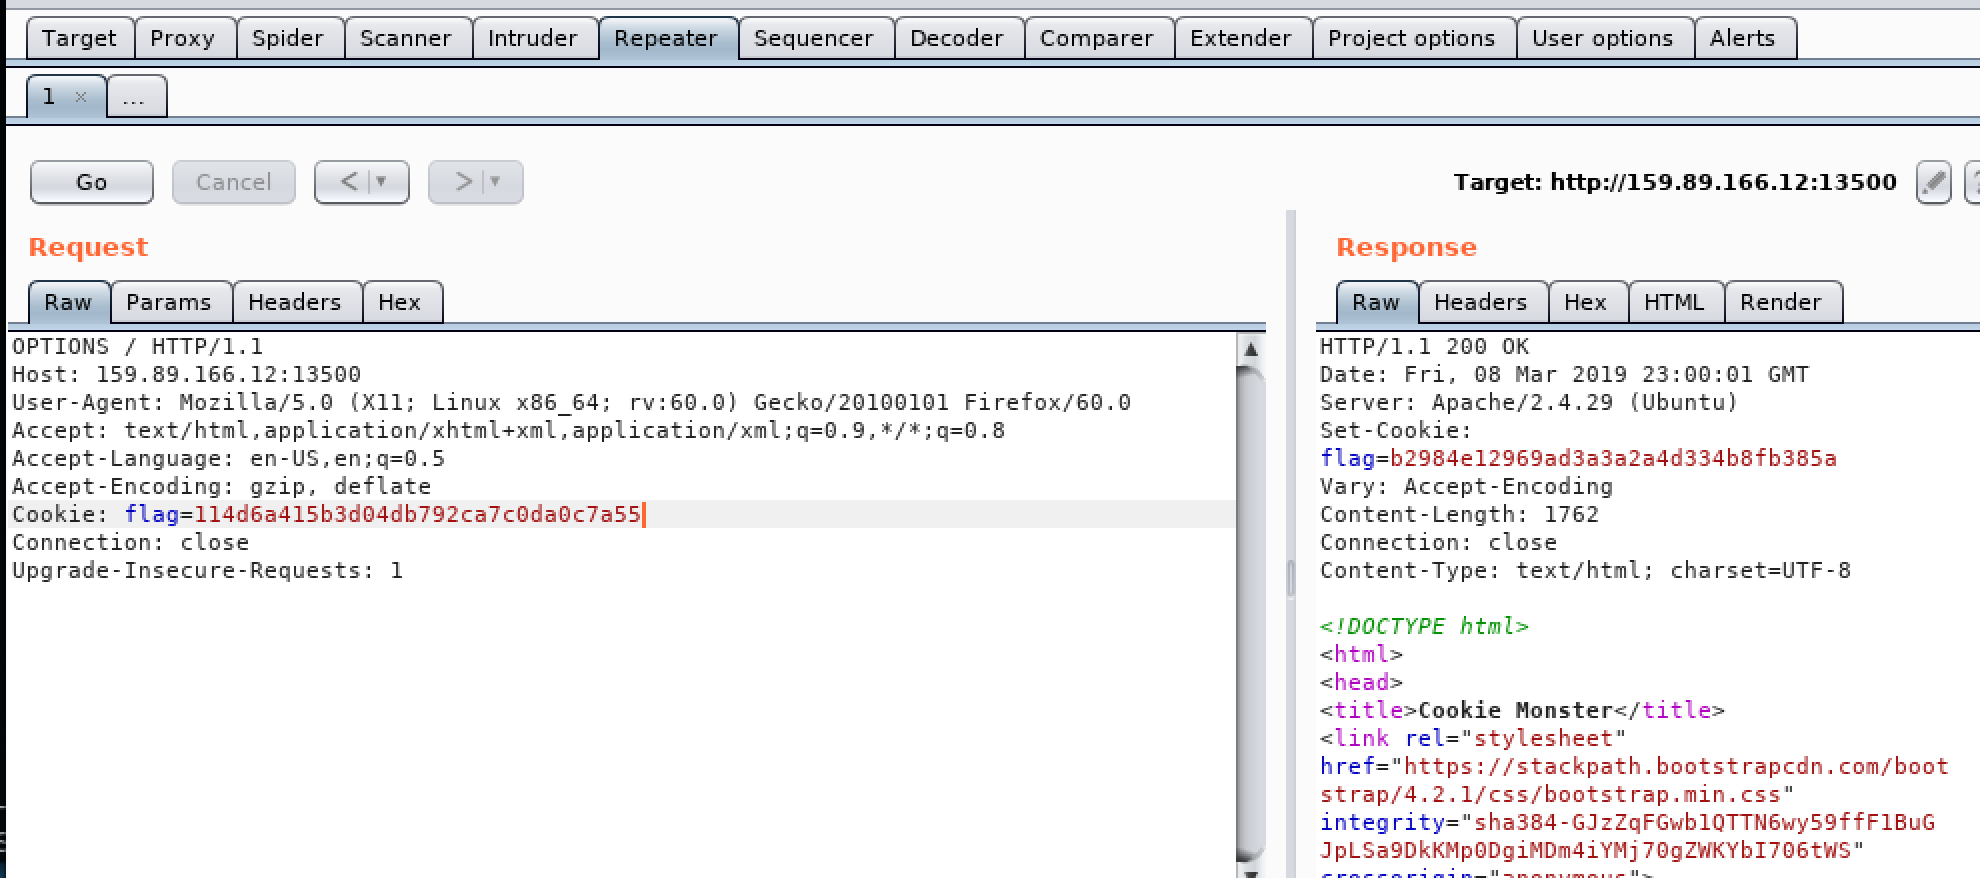 Target Proxy Spider Scanner Intruder Repeater Sequencer Decoder Comparer Extender Project options User options Alerts
1 × ...
Go Cancel < > Target: http://159.89.166.12:13500
Request
Raw Params Headers Hex
OPTIONS / HTTP/1.1
Host: 159.89.166.12:13500
User-Agent: Mozilla/5.0 (X11; Linux x86_64; rv:60.0) Gecko/20100101 Firefox/60.0
Accept: text/html,application/xhtml+xml,application/xml;q=0.9,*/*;q=0.8
Accept-Language: en-US,en;q=0.5
Accept-Encoding: gzip, deflate
Cookie: flag=114d6a415b3d04db792ca7c0da0c7a55
Connection: close
Upgrade-Insecure-Requests: 1
Response
Raw Headers Hex HTML Render
HTTP/1.1 200 OK
Date: Fri, 08 Mar 2019 23:00:01 GMT
Server: Apache/2.4.29 (Ubuntu)
Set-Cookie:
flag=b2984e12969ad3a3a2a4d334b8fb385a
Vary: Accept-Encoding
Content-Length: 1762
Connection: close
Content-Type: text/html; charset=UTF-8
<!DOCTYPE html>
<html>
<head>
<title>Cookie Monster</title>
<link rel="stylesheet"
href="https://stackpath.bootstrapcdn.com/boot
strap/4.2.1/css/bootstrap.min.css"
integrity="sha384-GJzZqFGwb1QTTN6wy59ffF1BuG
JpLSa9DkKMp0DgiMDm4iYMj70gZWKYbI706tWS"
crossorigin="anonymous">